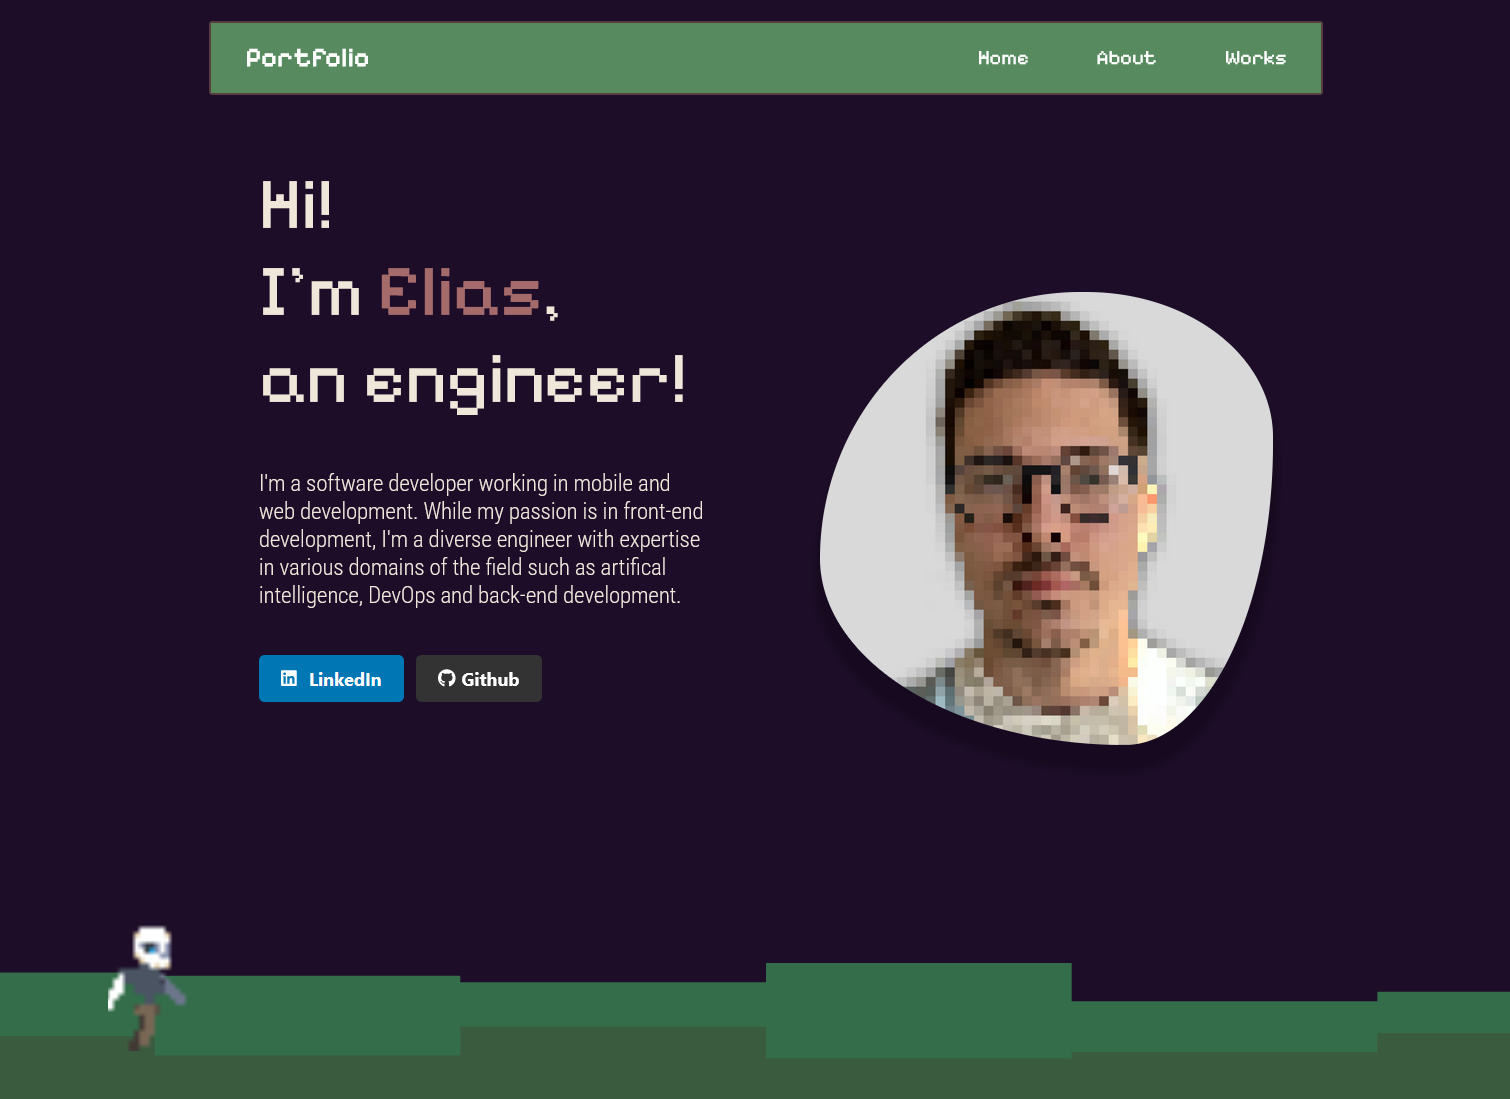 Portfolio Home About Works
Hi!
I'm Elias,
an engineer!
I'm a software developer working in mobile and
web development. While my passion is in front-end
development, I'm a diverse engineer with expertise
in various domains of the field such as artifical
intelligence, DevOps and back-end development.
LinkedIn Github